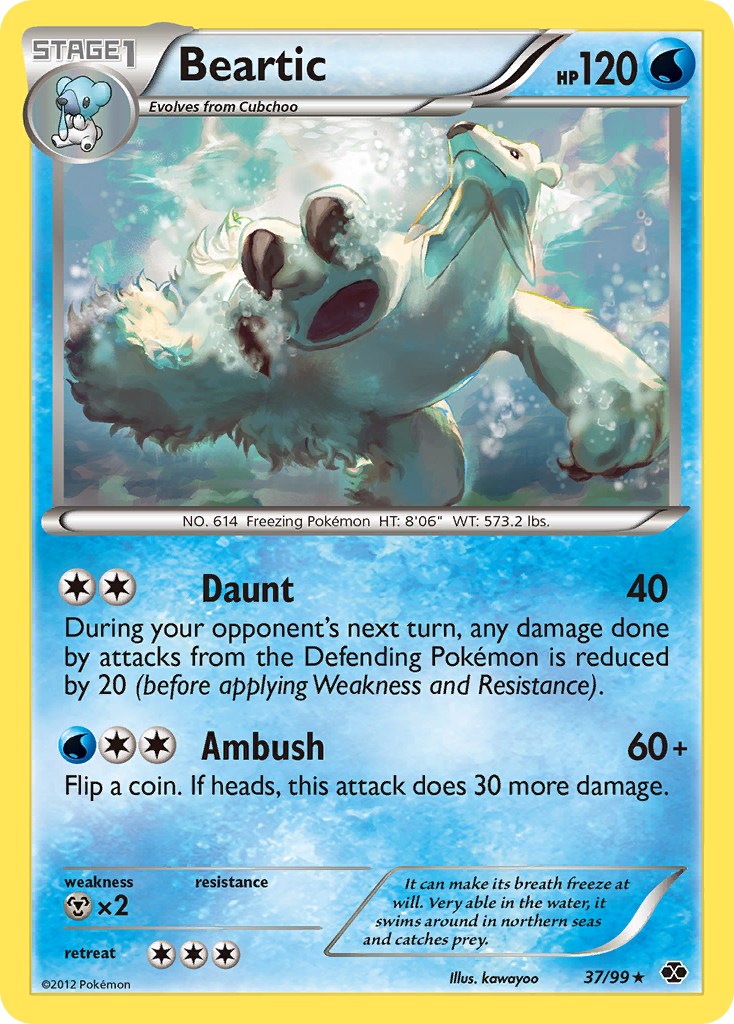 STAGE1
Beartic
HP120
Evolves from Cubchoo
NO. 614 Freezing Pokémon HT: 8'06" WT: 573.2 lbs.
Daunt 40
During your opponent's next turn, any damage done
by attacks from the Defending Pokémon is reduced
by 20 (before applying Weakness and Resistance).
Ambush 60+
Flip a coin. If heads, this attack does 30 more damage.
weakness resistance
×2
retreat
It can make its breath freeze at
will. Very able in the water, it
swims around in northern seas
and catches prey.
©2012 Pokémon
Illus. kawayoo 37/99 ★